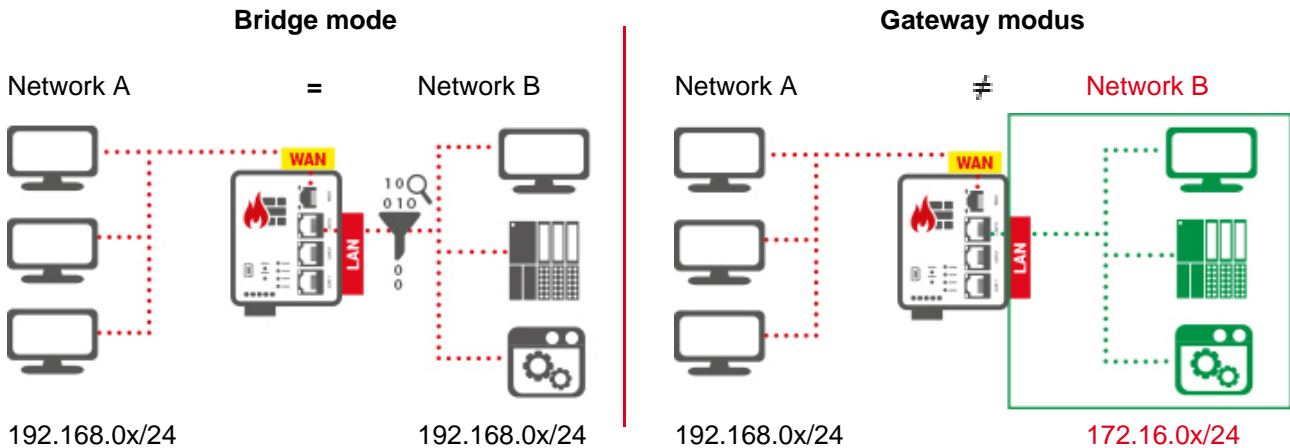 Bridge mode
Network A = Network B
WAN
LAN
10
010
0
0
192.168.0x/24 192.168.0x/24
Gateway modus
Network A ≠ Network B
WAN
LAN
192.168.0x/24 172.16.0x/24